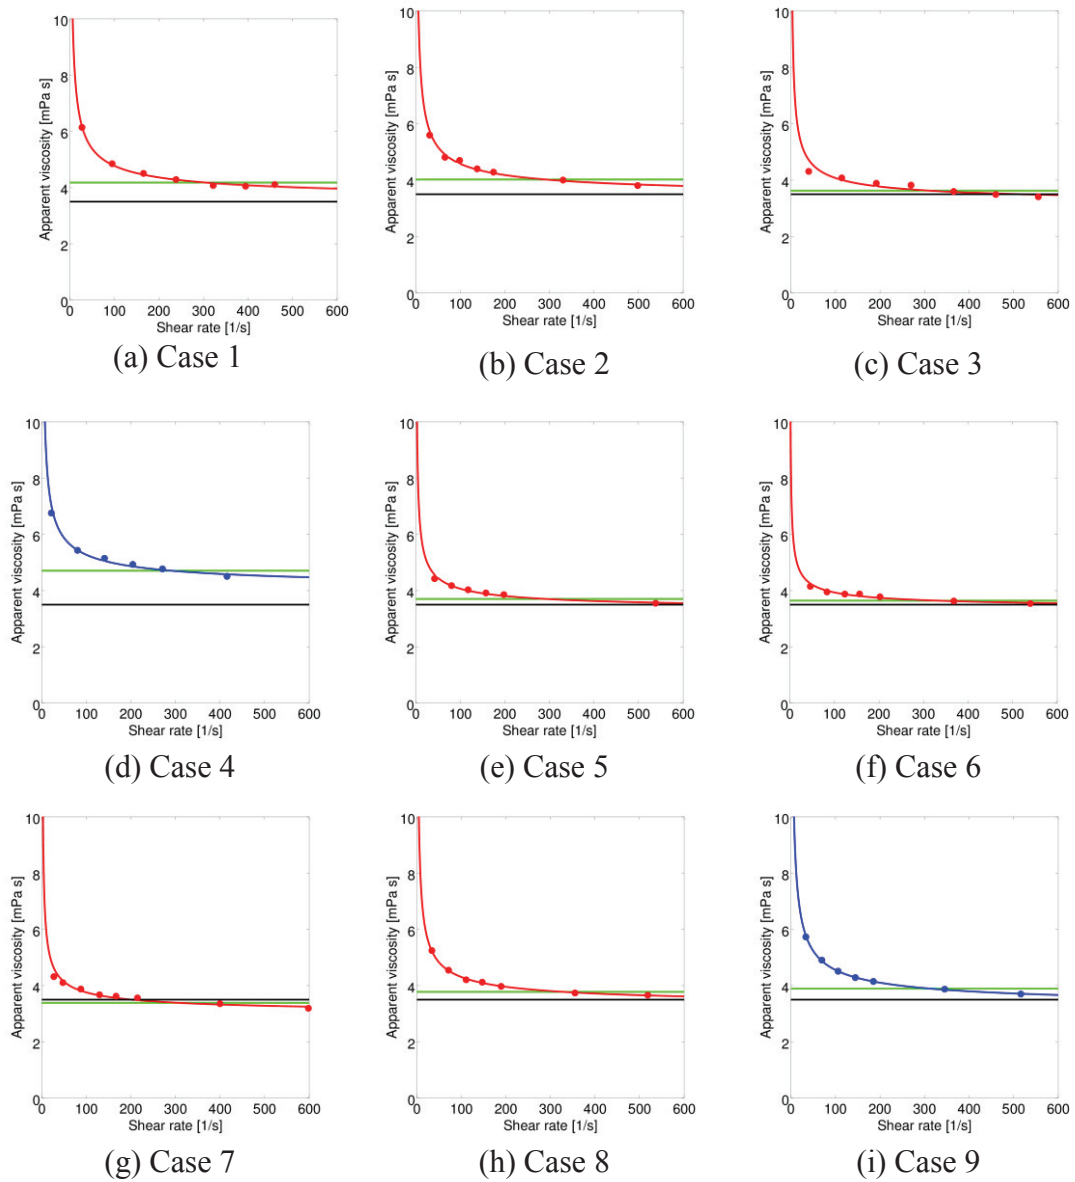 10
8
6
4
2
0
Apparent viscosity [mPa s]
0 100 200 300 400 500 600
Shear rate [1/s]
(a) Case 1
10
8
6
4
2
0
Apparent viscosity [mPa s]
0 100 200 300 400 500 600
Shear rate [1/s]
(b) Case 2
10
8
6
4
2
0
Apparent viscosity [mPa s]
0 100 200 300 400 500 600
Shear rate [1/s]
(c) Case 3
10
8
6
4
2
0
Apparent viscosity [mPa s]
0 100 200 300 400 500 600
Shear rate [1/s]
(d) Case 4
10
8
6
4
2
0
Apparent viscosity [mPa s]
0 100 200 300 400 500 600
Shear rate [1/s]
(e) Case 5
10
8
6
4
2
0
Apparent viscosity [mPa s]
0 100 200 300 400 500 600
Shear rate [1/s]
(f) Case 6
10
8
6
4
2
0
Apparent viscosity [mPa s]
0 100 200 300 400 500 600
Shear rate [1/s]
(g) Case 7
10
8
6
4
2
0
Apparent viscosity [mPa s]
0 100 200 300 400 500 600
Shear rate [1/s]
(h) Case 8
10
8
6
4
2
0
Apparent viscosity [mPa s]
0 100 200 300 400 500 600
Shear rate [1/s]
(i) Case 9